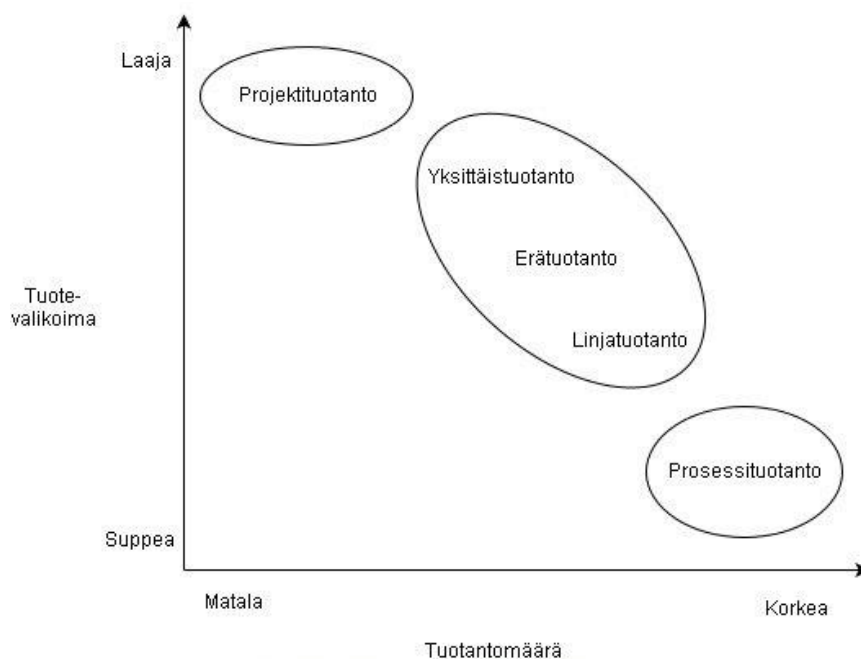 Laaja
Projektituotanto
Yksittäistuotanto
Erätuotanto
Tuote-
valikoima
Linjatuotanto
Prosessituotanto
Suppea
Matala
Korkea
Tuotantomäärä